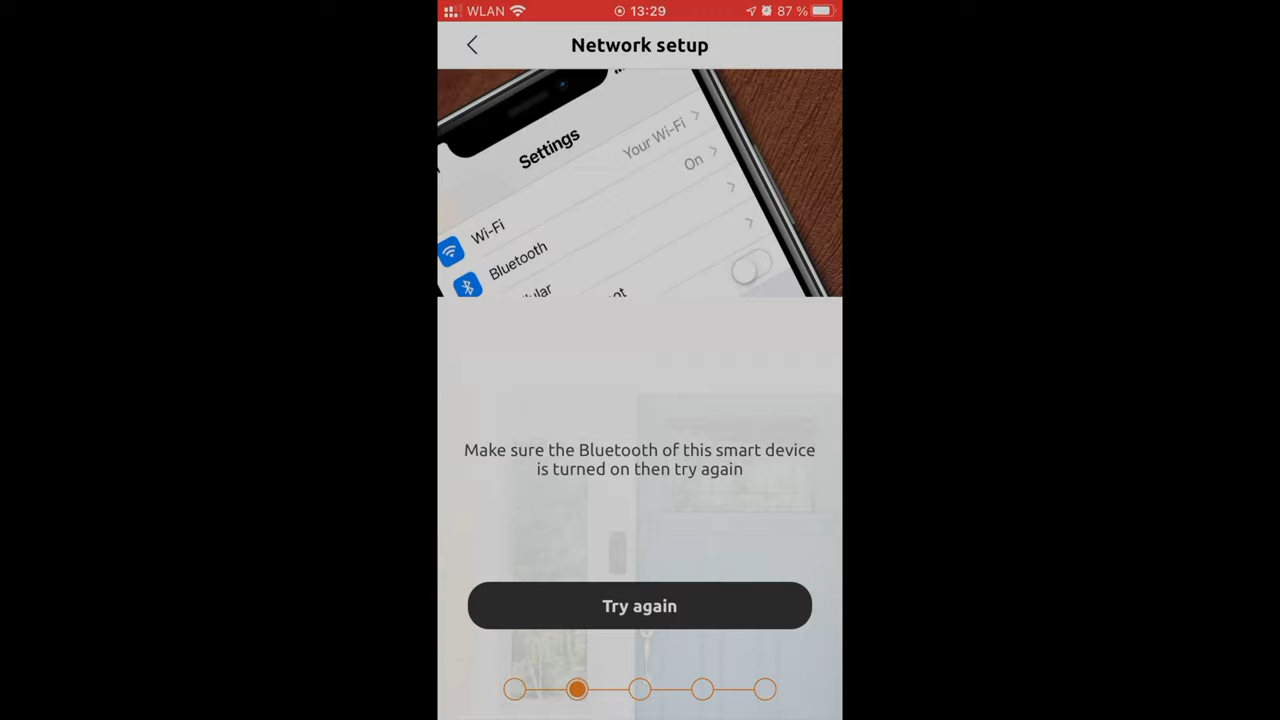 WLAN 13:29 87 %
Network setup
Settings
Wi-Fi Your Wi-Fi
Bluetooth On
Make sure the Bluetooth of this smart device
is turned on then try again
Try again